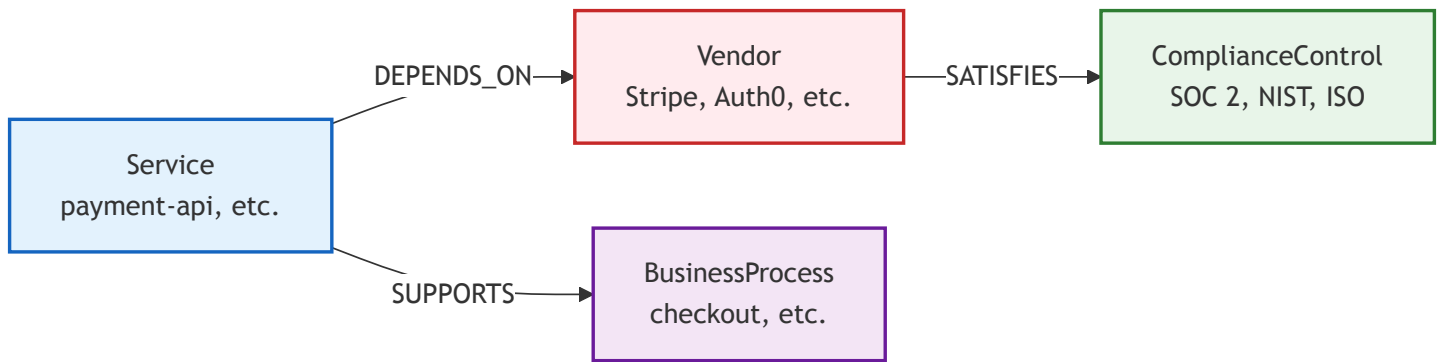 Service
payment-api, etc.
DEPENDS_ON
Vendor
Stripe, Auth0, etc.
SATISFIES
ComplianceControl
SOC 2, NIST, ISO
SUPPORTS
BusinessProcess
checkout, etc.